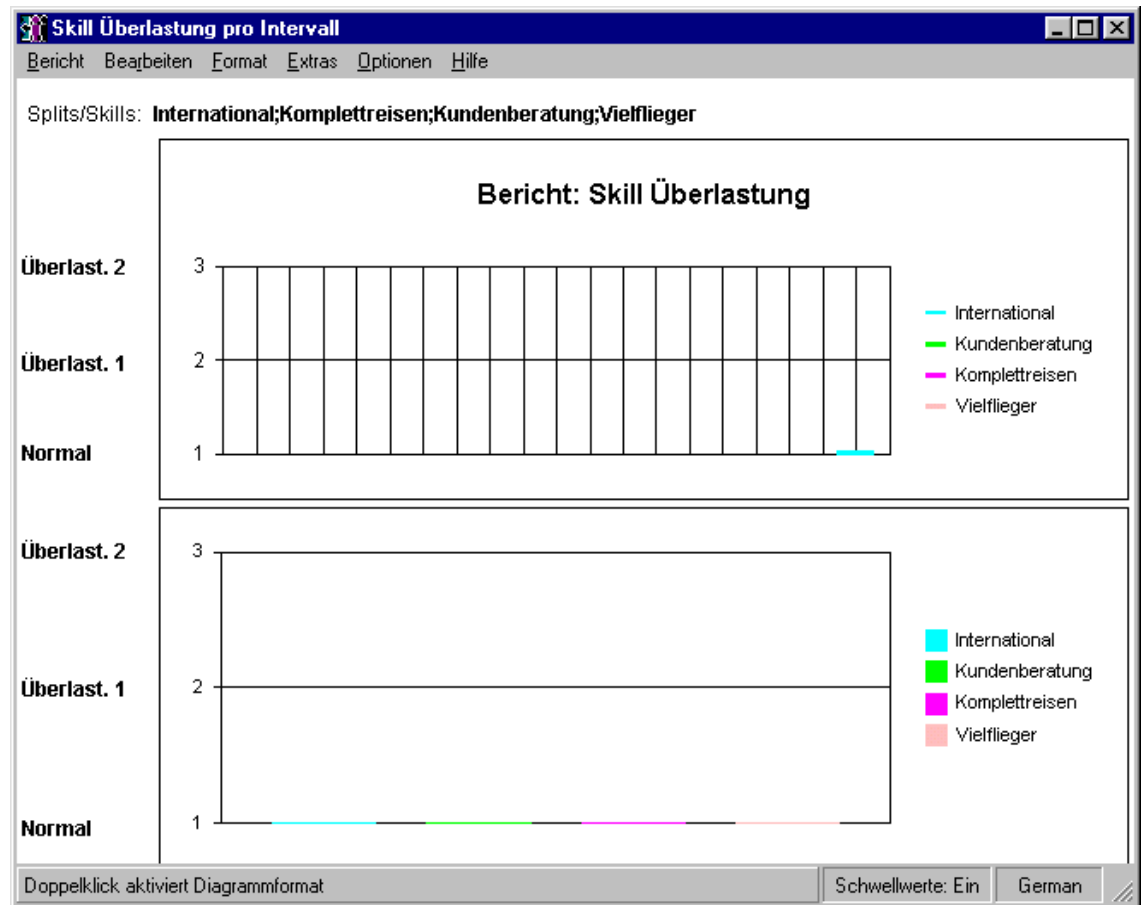 Skill Überlastung pro Intervall
Bericht Bearbeiten Format Extras Optionen Hilfe
Splits/Skills: International;Komplettreisen;Kundenberatung;Vielflieger
Bericht: Skill Überlastung
Überlast. 2 3
International
Kundenberatung
Überlast. 1 2
Komplettreisen
Vielflieger
Normal 1
Überlast. 2 3
International
Kundenberatung
Überlast. 1 2
Komplettreisen
Vielflieger
Normal 1
Doppelklick aktiviert Diagrammformat Schwellwerte: Ein German